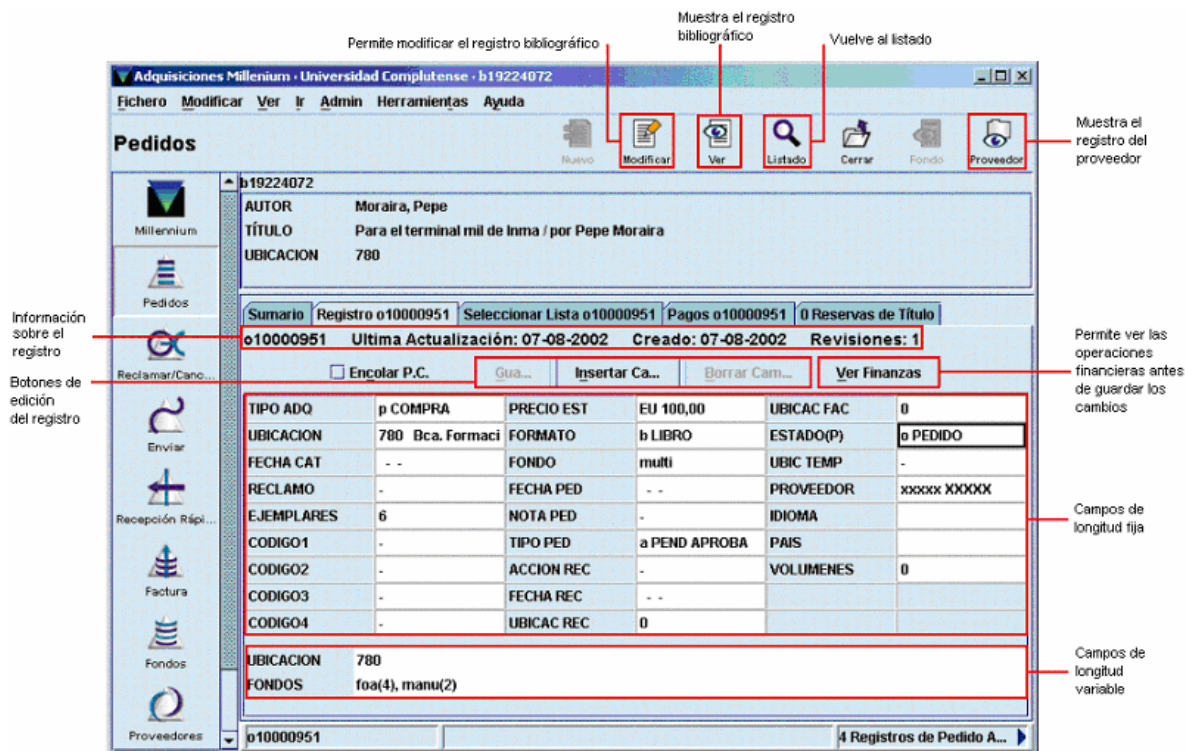 Muestra el registro
bibliográfico
Permite modificar el registro bibliográfico
Vuelve al listado
Adquisiciones Millenium · Universidad Complutense · b19224072
Fichero Modificar Ver Ir Admin Herramientas Ayuda
Pedidos
Nuevo Modificar Ver Listado Cerrar Fondo Proveedor
Muestra el
registro del
proveedor
b19224072
AUTOR Moraira, Pepe
TÍTULO Para el terminal mil de Inma / por Pepe Moraira
UBICACION 780
Millennium
Pedidos
Reclamar/Canc...
Enviar
Recepción Rápi...
Factura
Fondos
Proveedores
Sumario Registro o10000951 Seleccionar Lista o10000951 Pagos o10000951 0 Reservas de Título
Información
sobre el
registro
o10000951 Ultima Actualización: 07-08-2002 Creado: 07-08-2002 Revisiones: 1
Botones de
edición
del registro
Encolar P.C. Gua... Insertar Ca... Borrar Cam... Ver Finanzas
Permite ver las
operaciones
financieras antes
de guardar los
cambios
TIPO ADQ p COMPRA PRECIO EST EU 100,00 UBICAC FAC 0
UBICACION 780 Bca. Formaci FORMATO b LIBRO ESTADO(P) o PEDIDO
FECHA CAT - - FONDO multi UBIC TEMP -
RECLAMO - FECHA PED - - PROVEEDOR xxxxx XXXXX
EJEMPLARES 6 NOTA PED - IDIOMA
CODIGO1 - TIPO PED a PEND APROBA PAIS
CODIGO2 - ACCION REC - VOLUMENES 0
CODIGO3 - FECHA REC - -
CODIGO4 - UBICAC REC 0
Campos de
longitud fija
UBICACION 780
FONDOS foa(4), manu(2)
Campos de
longitud
variable
o10000951 4 Registros de Pedido A...